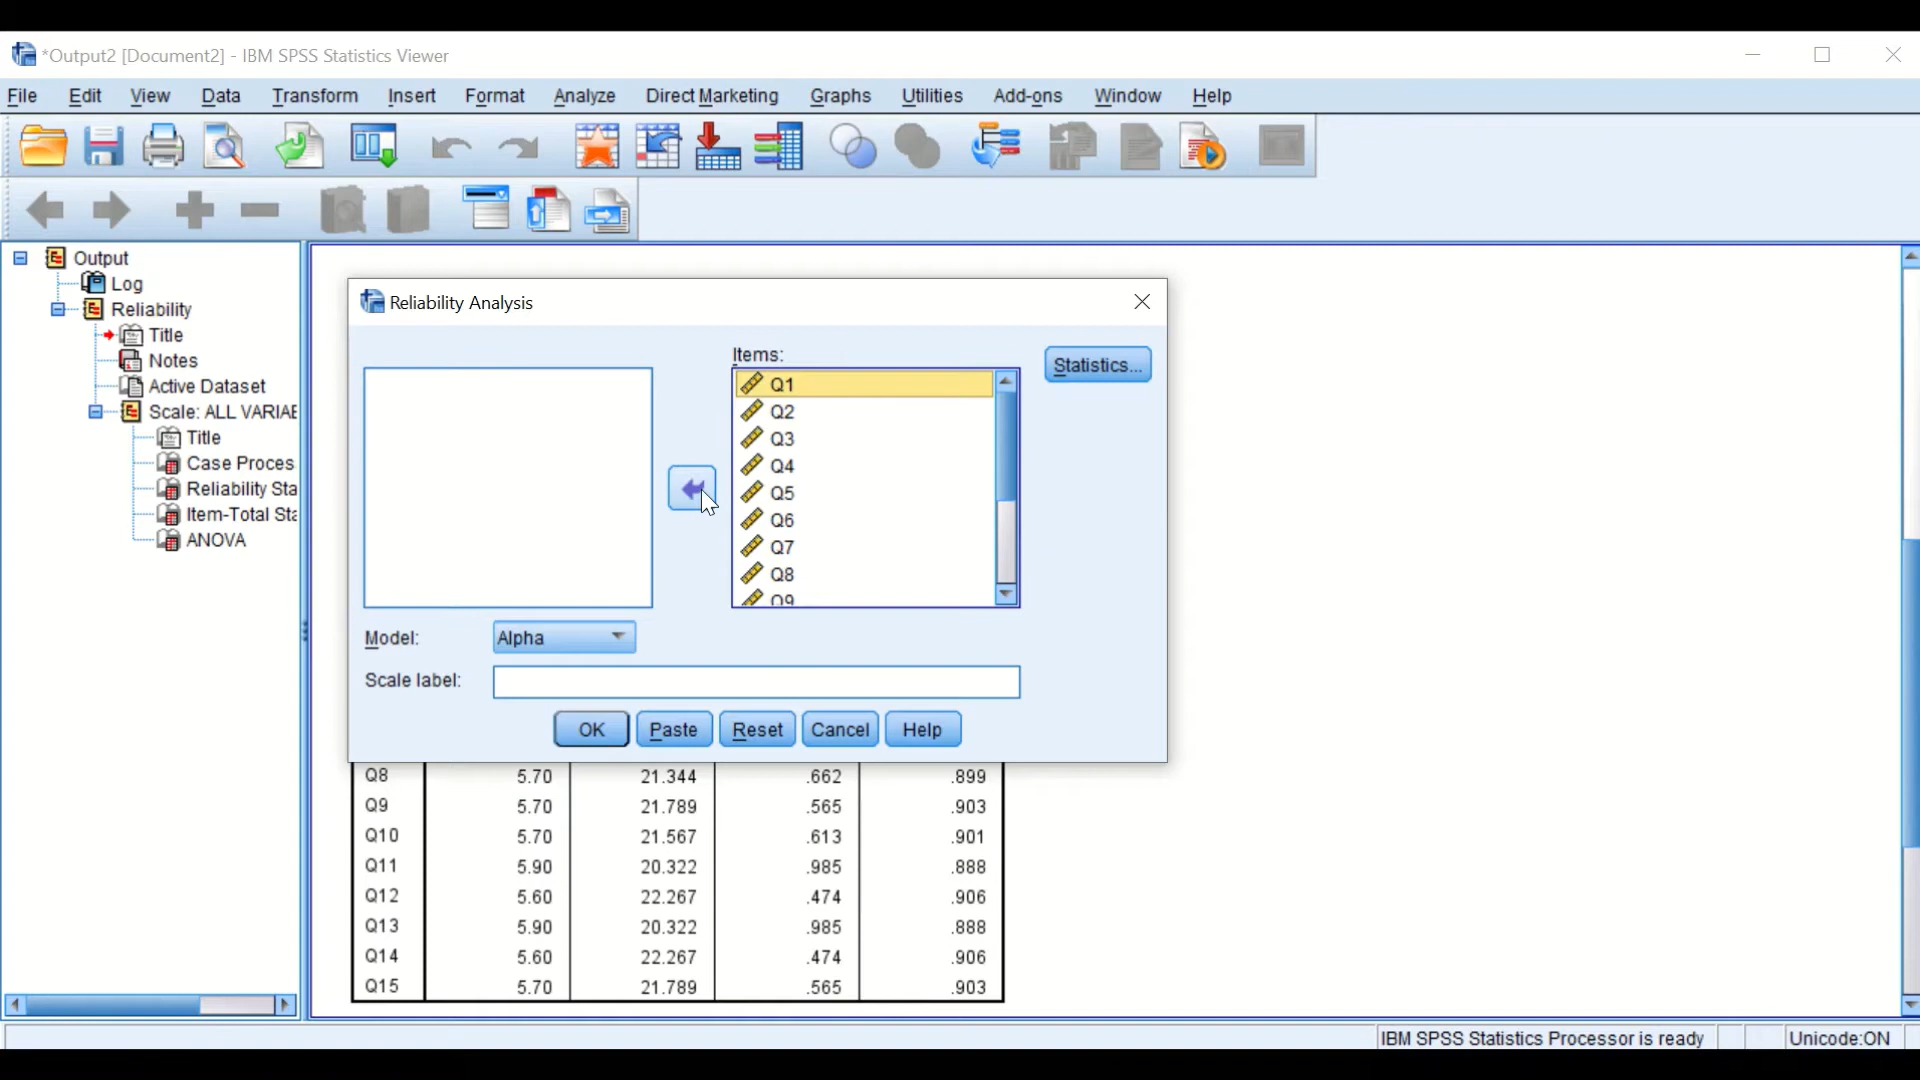 *Output2 [Document2] - IBM SPSS Statistics Viewer
File Edit View Data Transform Insert Format Analyze Direct Marketing Graphs Utilities Add-ons Window Help
Output
Log
Reliability
Title
Notes
Active Dataset
Scale: ALL VARIAE
Title
Case Proces
Reliability Sta
Item-Total Sta
ANOVA
Reliability Analysis
Items:
Statistics...
Q1
Q2
Q3
Q4
Q5
Q6
Q7
Q8
Q9
Model: Alpha
Scale label:
OK Paste Reset Cancel Help
Q8 5.70 21.344 .662 .899
Q9 5.70 21.789 .565 .903
Q10 5.70 21.567 .613 .901
Q11 5.90 20.322 .985 .888
Q12 5.60 22.267 .474 .906
Q13 5.90 20.322 .985 .888
Q14 5.60 22.267 .474 .906
Q15 5.70 21.789 .565 .903
IBM SPSS Statistics Processor is ready Unicode:ON